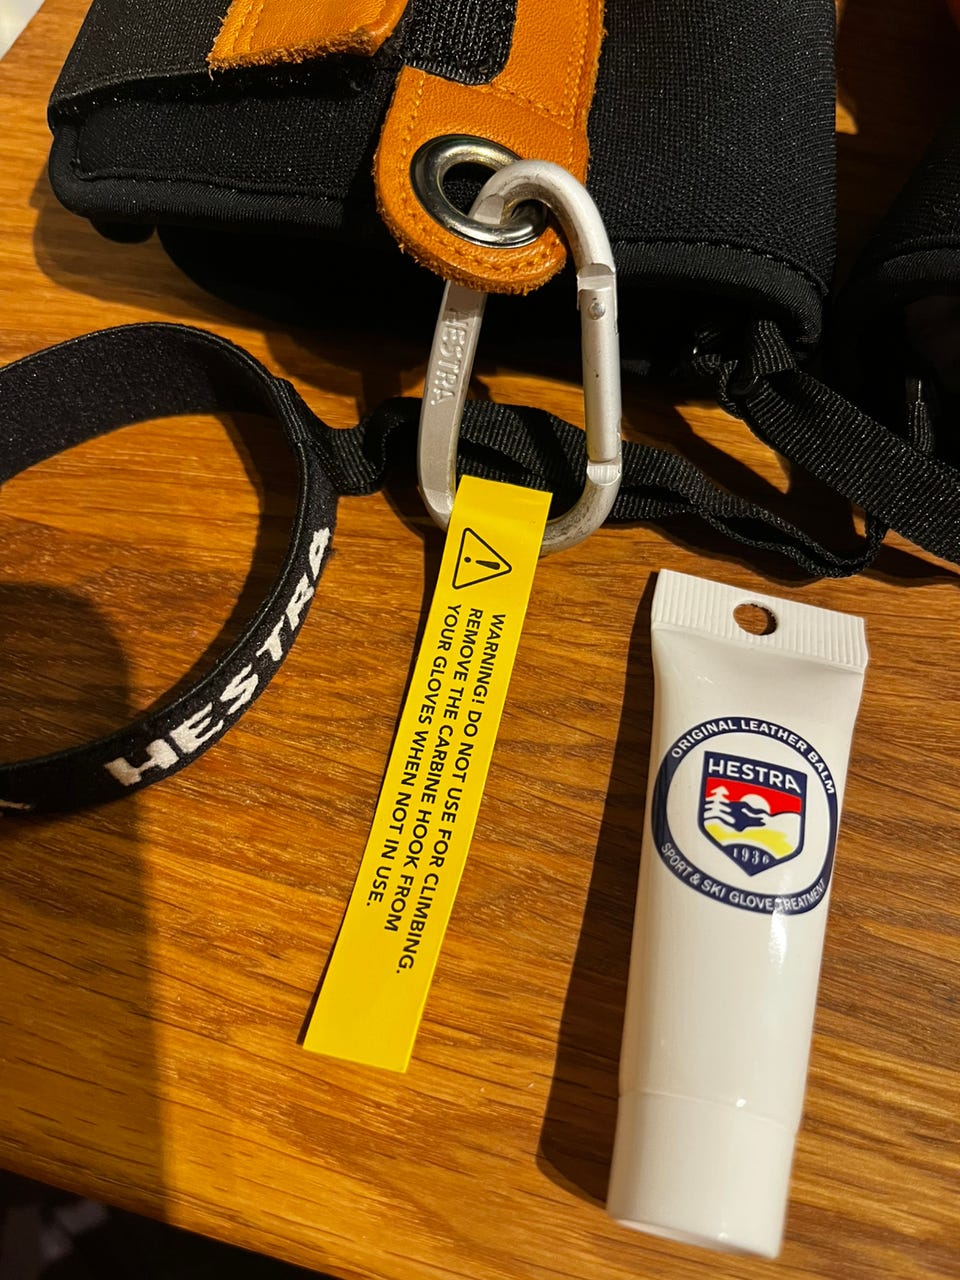 HESTRA
HESTRA
WARNING! DO NOT USE FOR CLIMBING.
REMOVE THE CARBINE HOOK FROM
YOUR GLOVES WHEN NOT IN USE.
ORIGINAL LEATHER BALM
HESTRA
1936
SPORT & SKI GLOVE TREATMENT